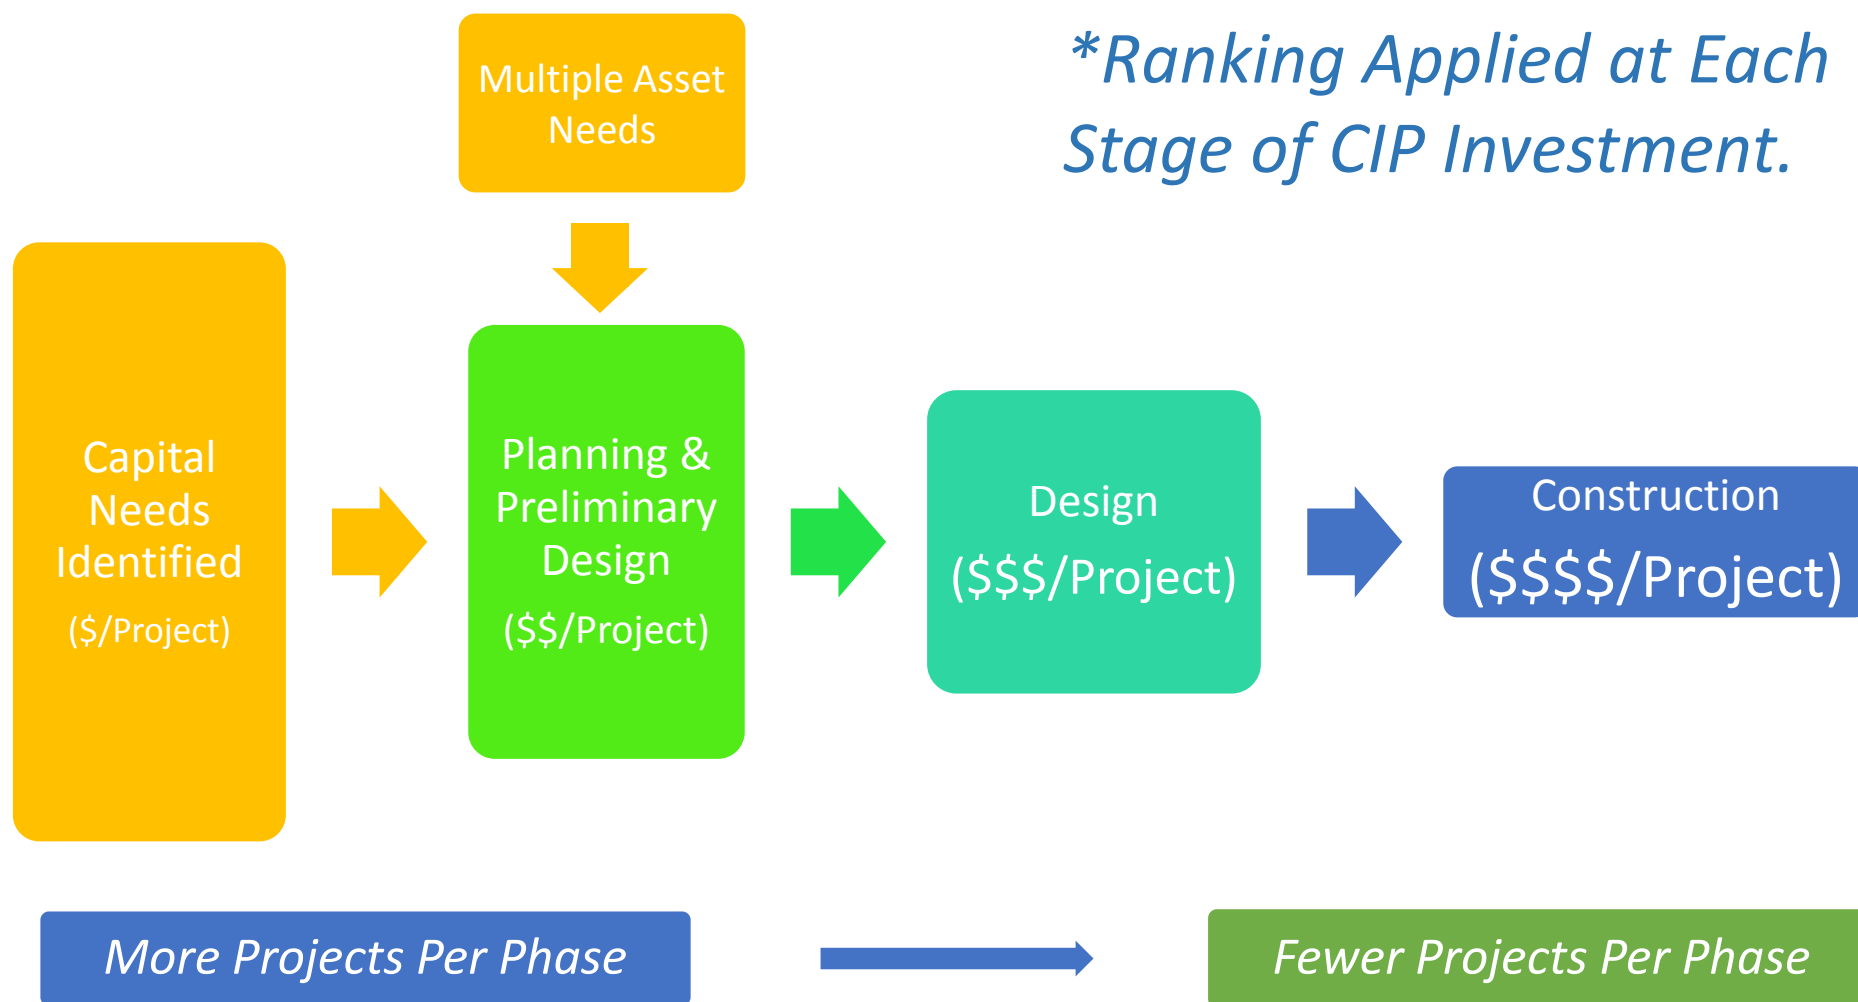 Multiple Asset
Needs
*Ranking Applied at Each
Stage of CIP Investment.
Capital
Needs
Identified
($/Project)
Planning &
Preliminary
Design
($$/Project)
Design
($$$/Project)
Construction
($$$$/Project)
More Projects Per Phase
Fewer Projects Per Phase